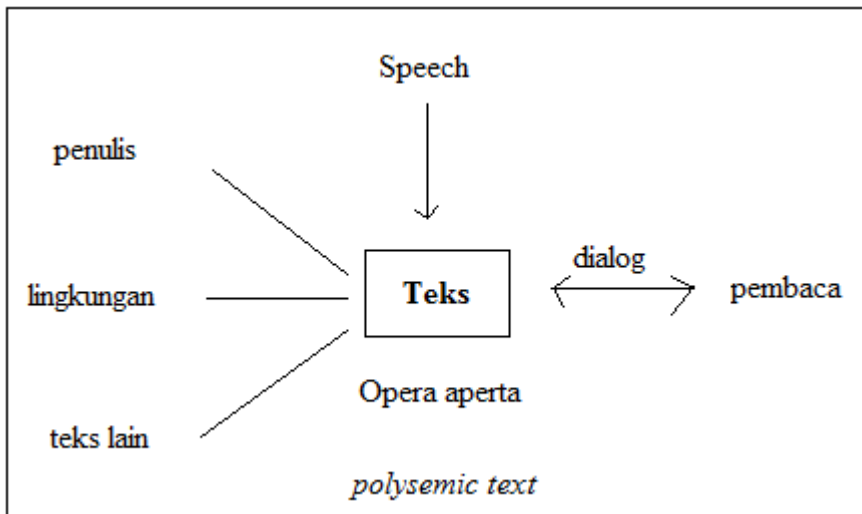 Speech
penulis
dialog
lingkungan
Teks
pembaca
Opera aperta
teks lain
polysemic text